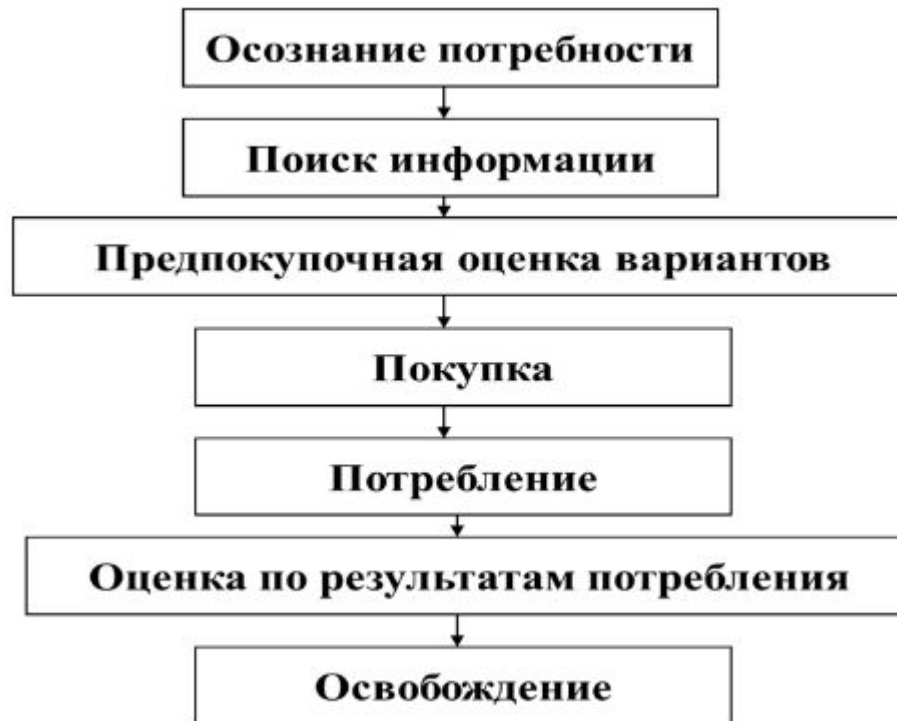 Осознание потребности
Поиск информации
Предпокупочная оценка вариантов
Покупка
Потребление
Оценка по результатам потребления
Освобождение